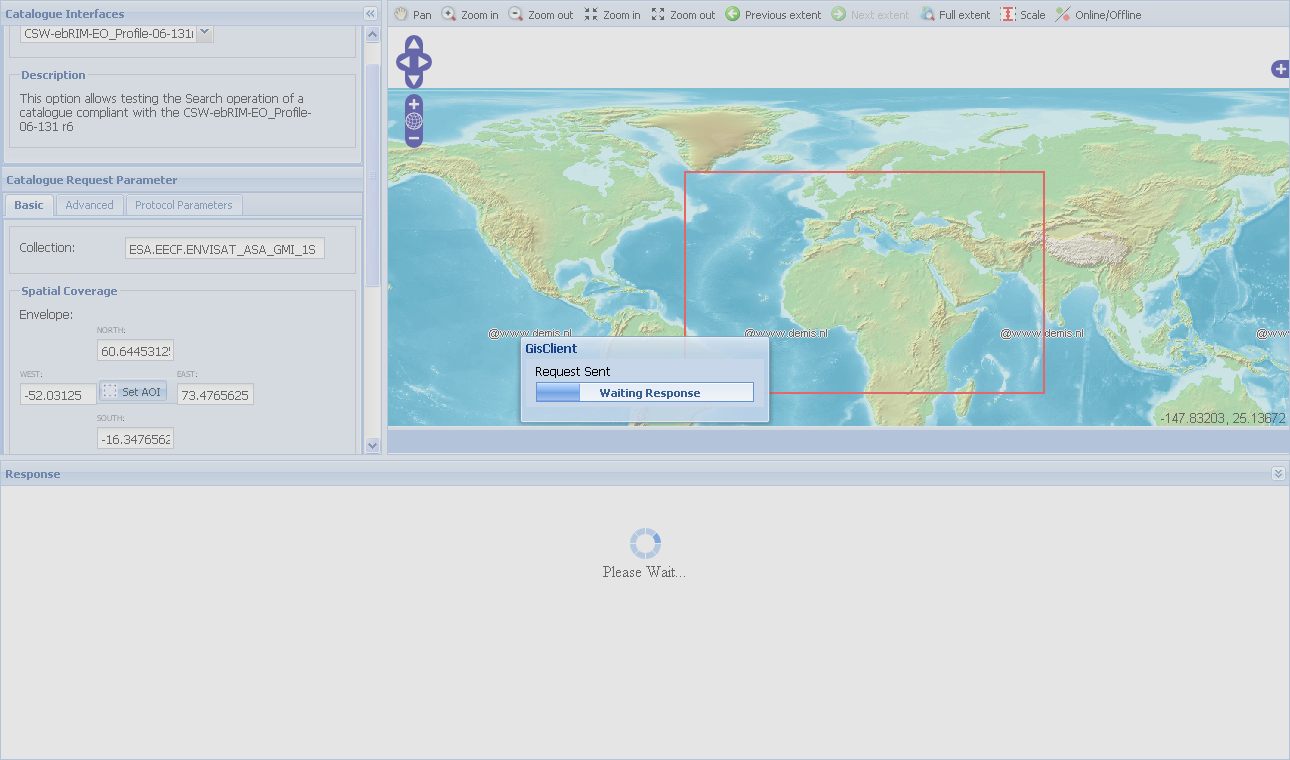 Catalogue Interfaces
CSW-ebRIM-EO_Profile-06-131
Description
This option allows testing the Search operation of a
catalogue compliant with the CSW-ebRIM-EO_Profile-
06-131 r6
Catalogue Request Parameter
Basic Advanced Protocol Parameters
Collection: ESA.EECF.ENVISAT_ASA_GMI_1S
Spatial Coverage
Envelope:
NORTH:
60.6445312
WEST: EAST:
-52.03125 Set AOI 73.4765625
SOUTH:
-16.3476562
Pan Zoom in Zoom out Zoom in Zoom out Previous extent Next extent Full extent Scale Online/Offline
@www.demis.nl @www.demis.nl @www.demis.nl @www
-147.83203, 25.13672
GisClient
Request Sent
Waiting Response
Response
Please Wait...